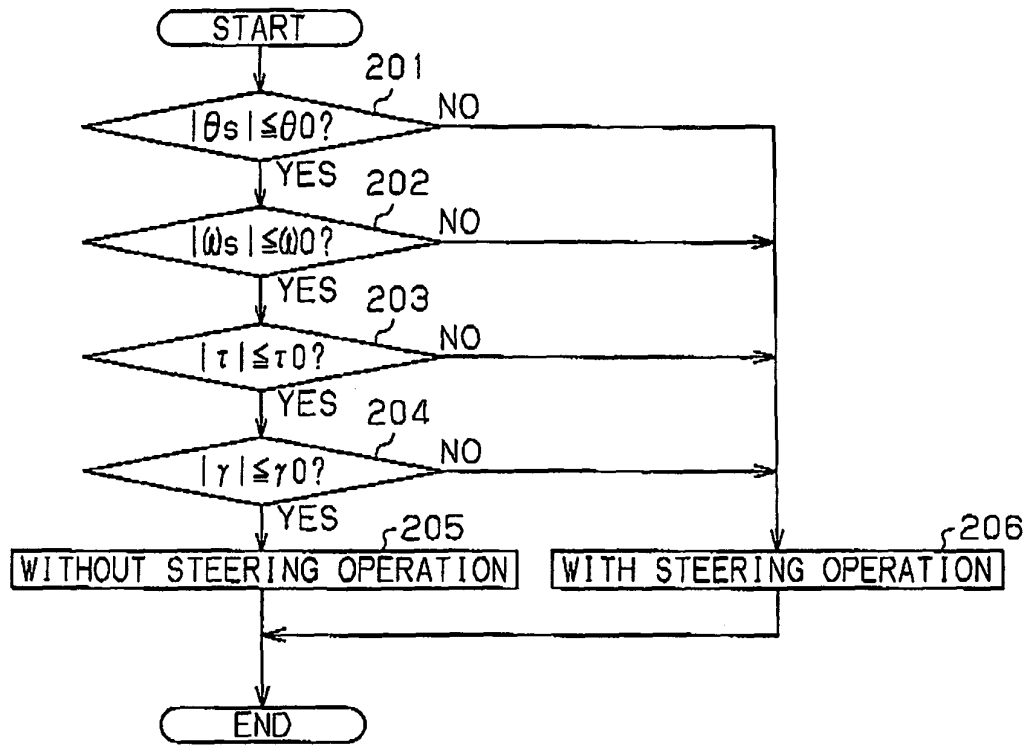 START
201
|θs|≦θ0?
NO
YES
202
|ωs|≦ω0?
NO
YES
203
|τ|≦τ0?
NO
YES
204
|γ|≦γ0?
NO
YES
205
WITHOUT STEERING OPERATION
206
WITH STEERING OPERATION
END